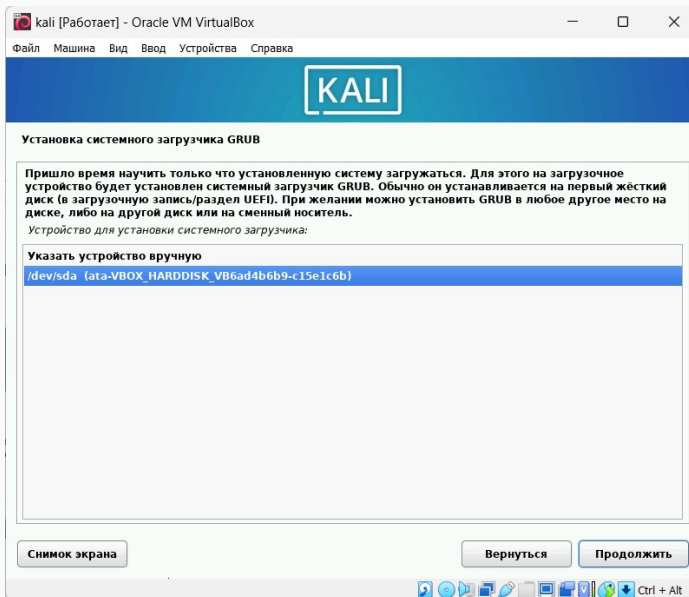 kali [Работает] - Oracle VM VirtualBox
Файл Машина Вид Ввод Устройства Справка
KALI
Установка системного загрузчика GRUB
Пришло время научить только что установленную систему загружаться. Для этого на загрузочное
устройство будет установлен системный загрузчик GRUB. Обычно он устанавливается на первый жёсткий
диск (в загрузочную запись/раздел UEFI). При желании можно установить GRUB в любое другое место на
диске, либо на другой диск или на сменный носитель.
Устройство для установки системного загрузчика:
Указать устройство вручную
/dev/sda (ata-VBOX_HARDDISK_VB6ad4b6b9-c15e1c6b)
Снимок экрана Вернуться Продолжить
Ctrl + Alt